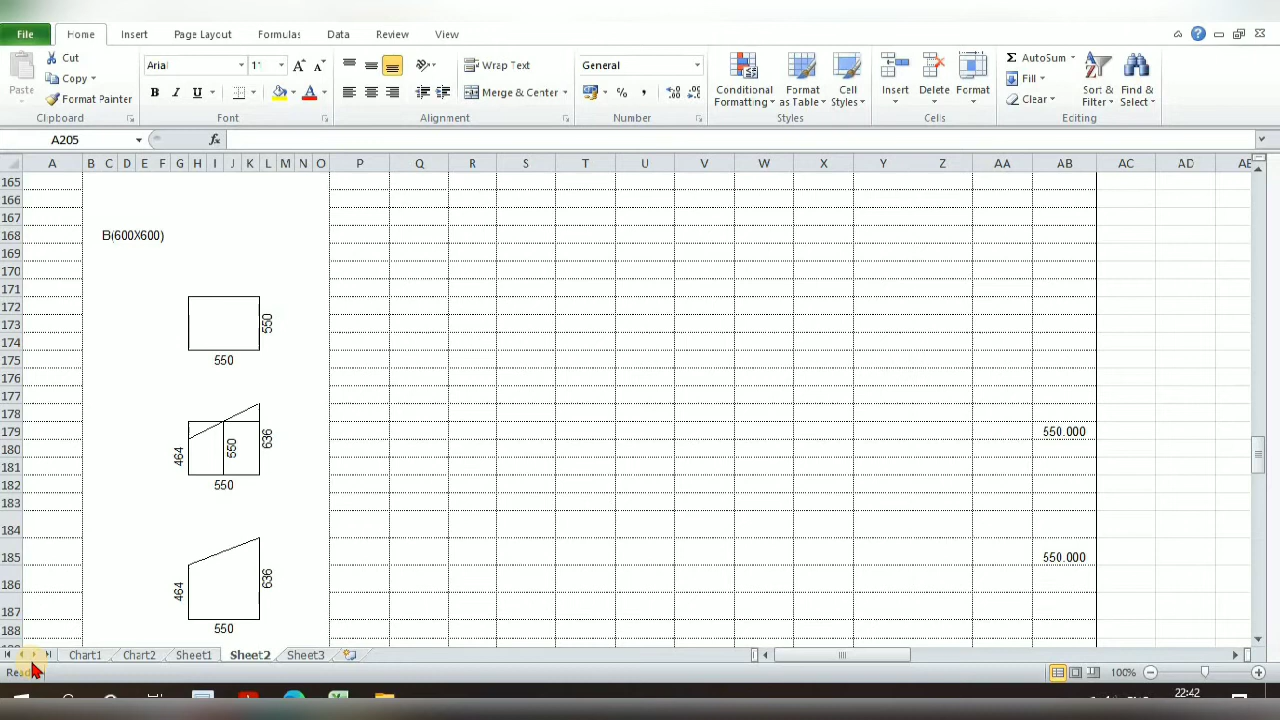 File Home Insert Page Layout Formulas Data Review View
Paste Cut Copy Format Painter
Arial 11 B I U
Wrap Text Merge & Center
General %
Conditional Formatting Format as Table Cell Styles
Insert Delete Format
Σ AutoSum Fill Clear
Sort & Filter Find & Select
Clipboard Font Alignment Number Styles Cells Editing
A205 fx
A B C D E F G H I J K L M N O P Q R S T U V W X Y Z AA AB AC AD AE
165
166
167
168 B(600X600)
169
170
171
172
173 550
174
175 550
176
177
178
179 636 550.000
180 464 550
181
182 550
183
184
185 550.000
186 464 636
187
188 550
Chart1 Chart2 Sheet1 Sheet2 Sheet3
100%
22:42